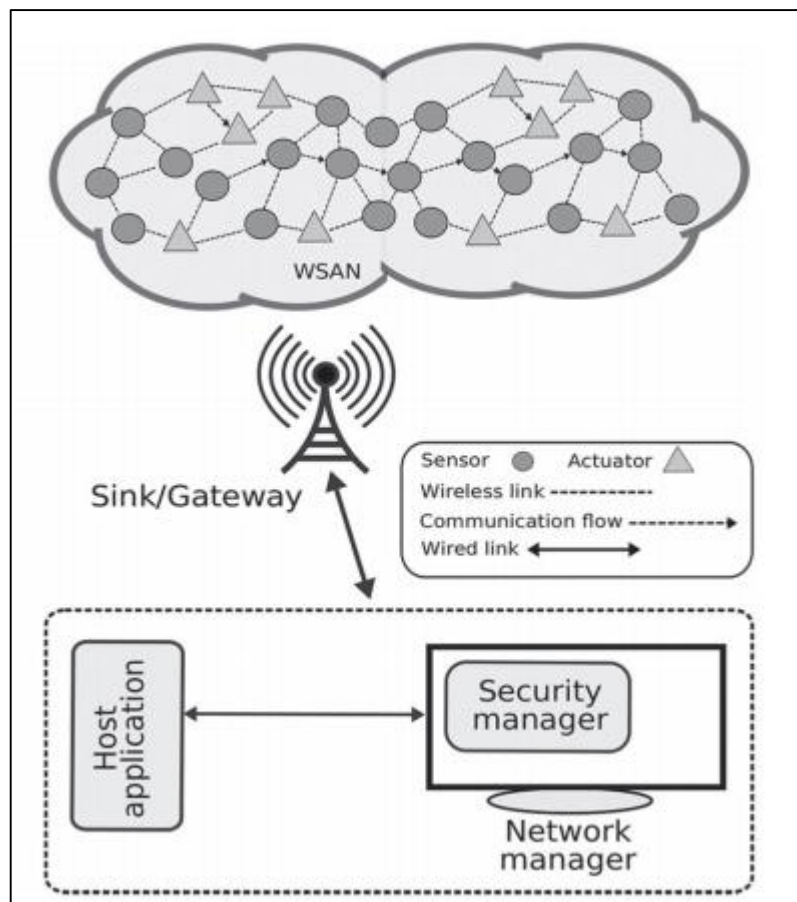 WSAN
Sink/Gateway
Sensor
Actuator
Wireless link
Communication flow
Wired link
Host
application
Security
manager
Network
manager